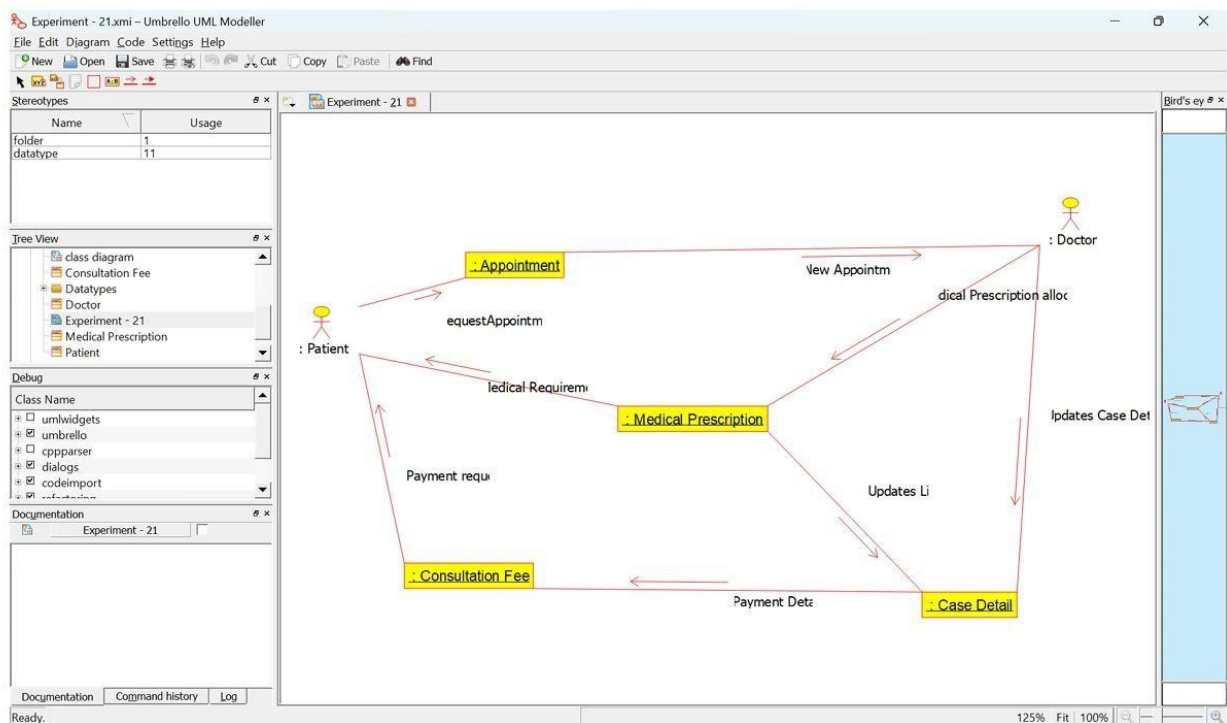 Experiment - 21.xmi – Umbrello UML Modeller
File Edit Diagram Code Settings Help
New Open Save Cut Copy Paste Find
Stereotypes
Name Usage
folder 1
datatype 11
Tree View
class diagram
Consultation Fee
Datatypes
Doctor
Experiment - 21
Medical Prescription
Patient
Debug
Class Name
umlwidgets
umbrello
cppparser
dialogs
codeimport
Documentation
Experiment - 21
Documentation Command history Log
Ready.
Experiment - 21
: Doctor
: Appointment
New Appointm
dical Prescription alloc
equestAppointm
: Patient
ledical Requirem
: Medical Prescription
Updates Case Det
Payment requ
Updates Li
: Consultation Fee
Payment Deta
: Case Detail
Bird's ey
125% Fit 100%